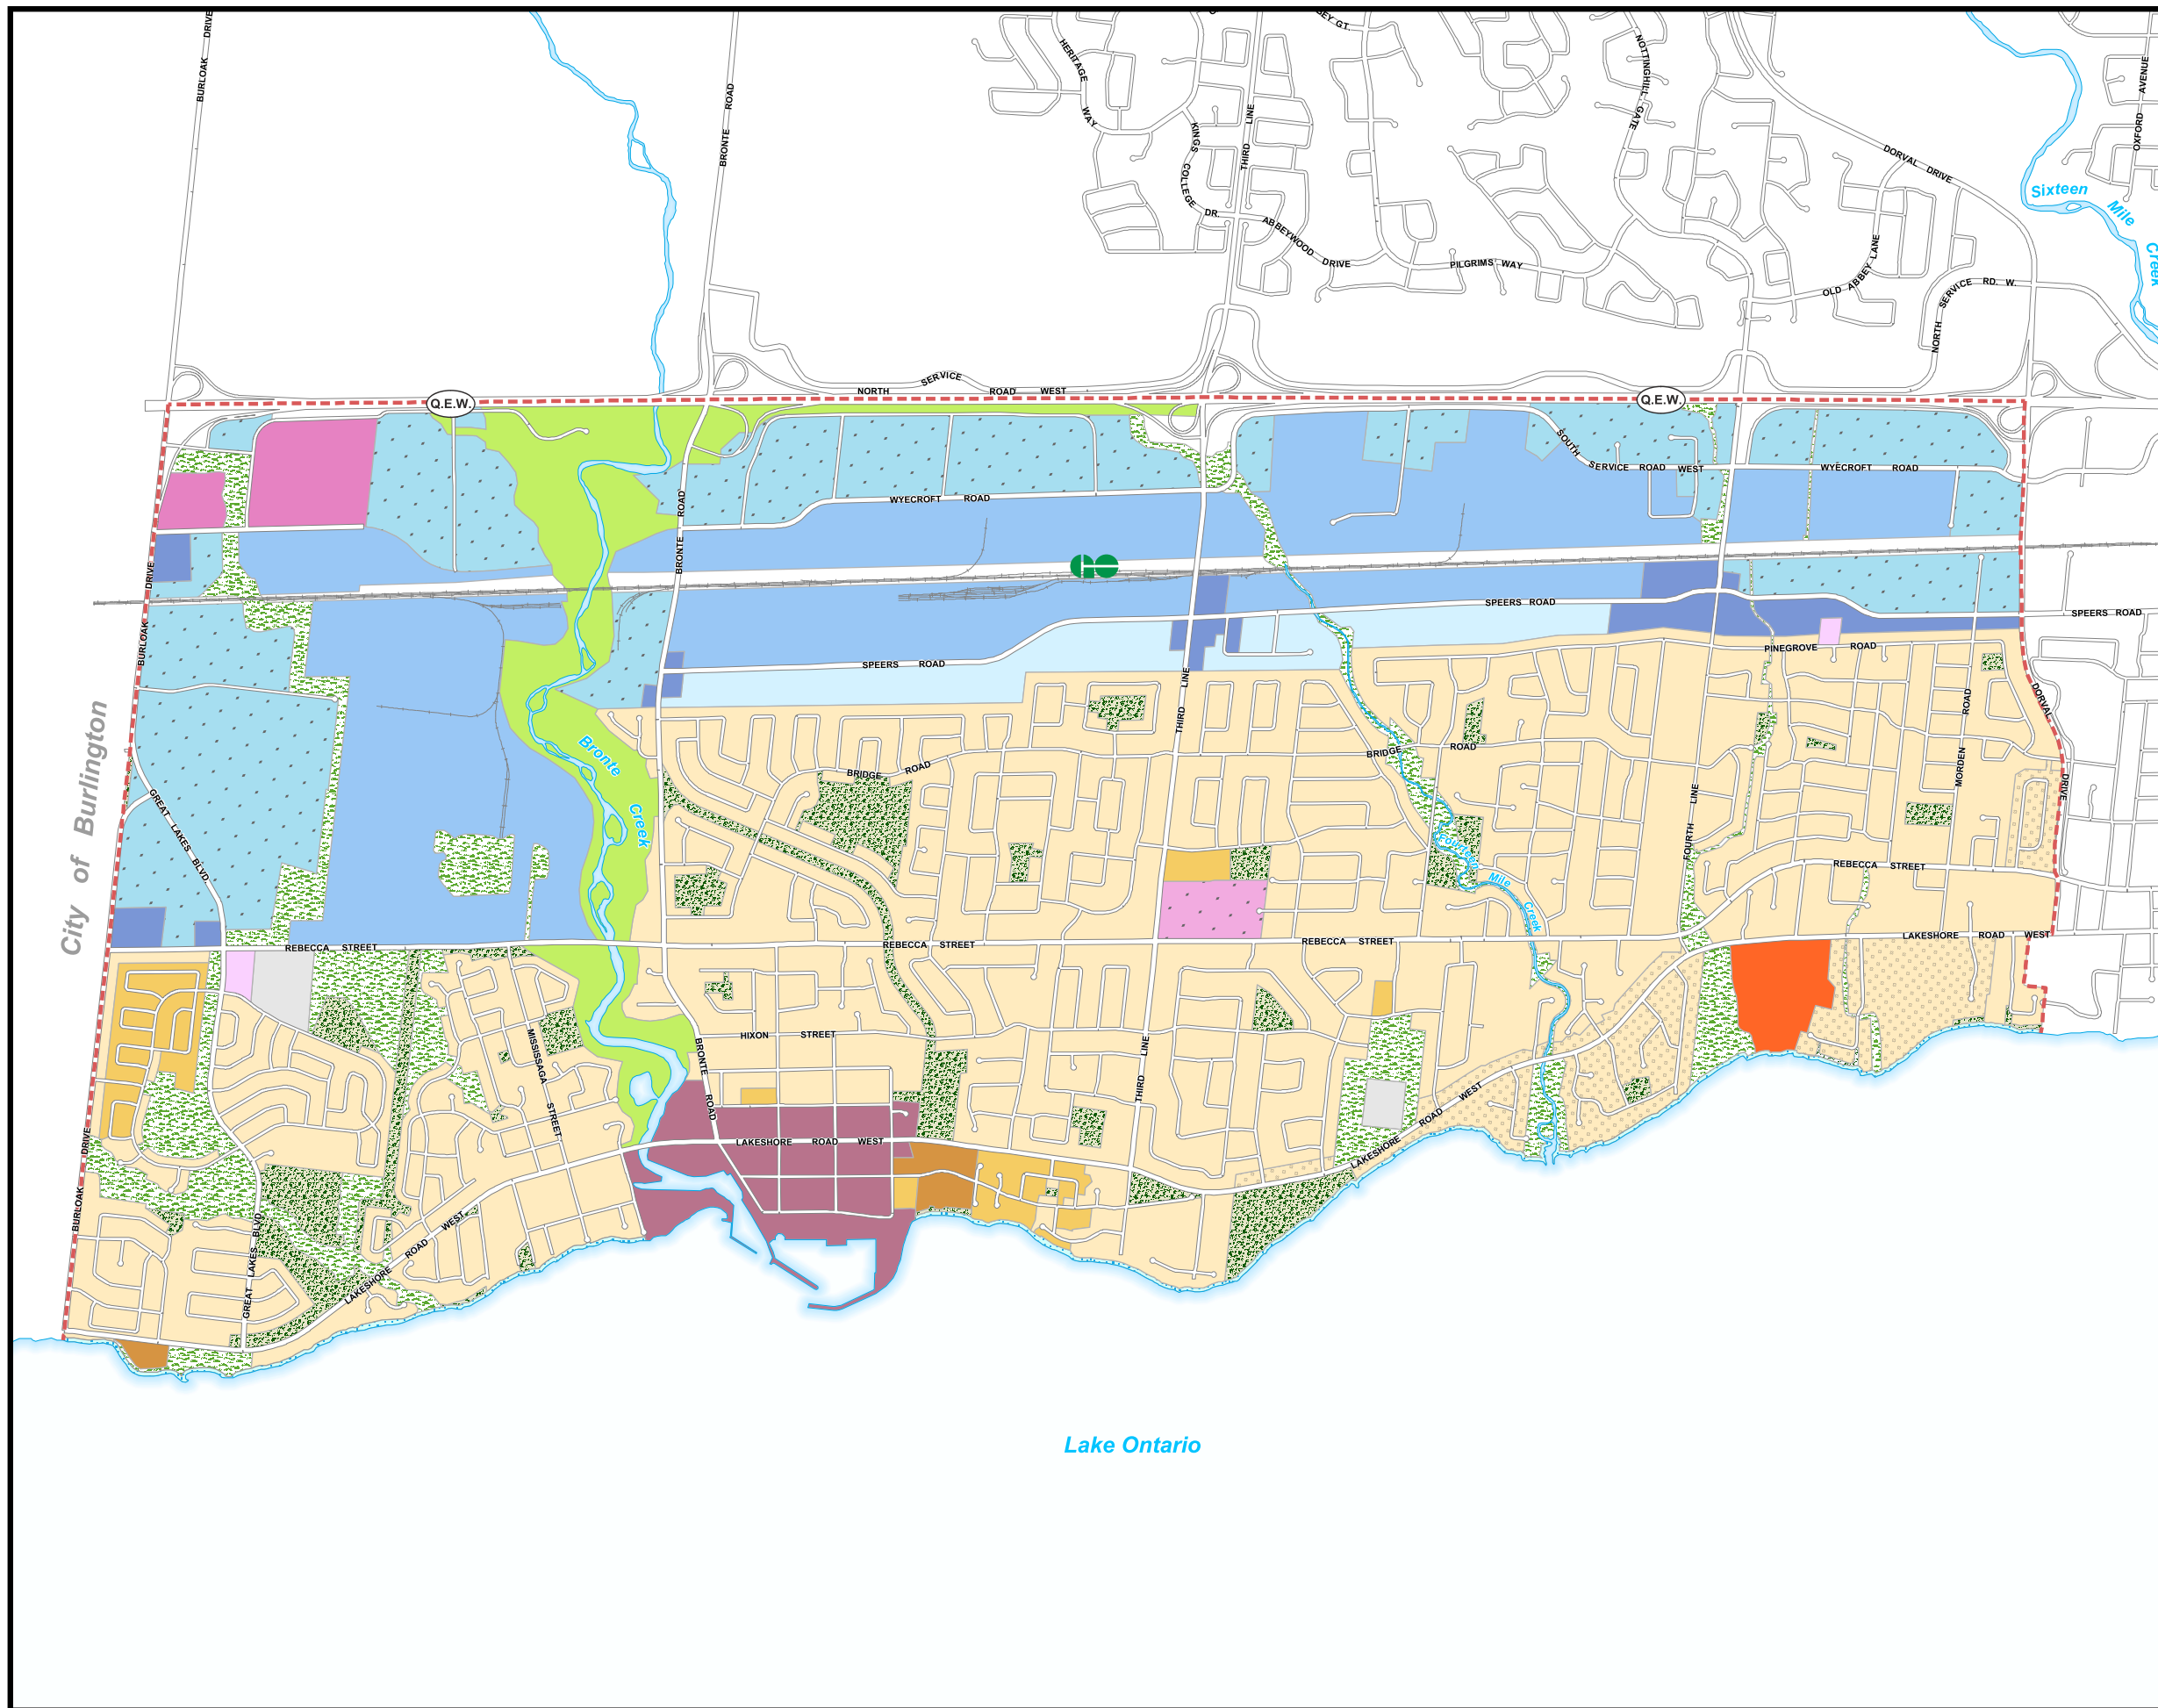 BURLOAK DRIVE
BRONTE ROAD
HERITAGE WAY
KINGS COLLEGE DR.
THIRD LINE
EY GT.
NOTTINGHILL GATE
DORVAL DRIVE
OXFORD AVENUE
Sixteen Mile Creek
ABBEYWOOD DRIVE
PILGRIMS WAY
OLD ABBEY LANE
NORTH SERVICE RD. W.
NORTH SERVICE ROAD WEST
Q.E.W.
Q.E.W.
SOUTH SERVICE ROAD WEST
WYECROFT ROAD
WYECROFT ROAD
BRONTE ROAD
GO
BURLOAK DRIVE
SPEERS ROAD
SPEERS ROAD
SPEERS ROAD
PINEGROVE ROAD
City of Burlington
THIRD LINE
MORDEN ROAD
DORVAL DRIVE
Bronte Creek
BRIDGE ROAD
BRIDGE ROAD
GREAT LAKES BLVD.
FOURTH LINE
Fourteen Mile Creek
REBECCA STREET
REBECCA STREET
REBECCA STREET
REBECCA STREET
LAKESHORE ROAD WEST
MISSISSAGA STREET
HIXON STREET
BRONTE ROAD
THIRD LINE
LAKESHORE ROAD WEST
LAKESHORE ROAD WEST
BURLOAK DRIVE
GREAT LAKES BLVD.
LAKESHORE ROAD WEST
Lake Ontario